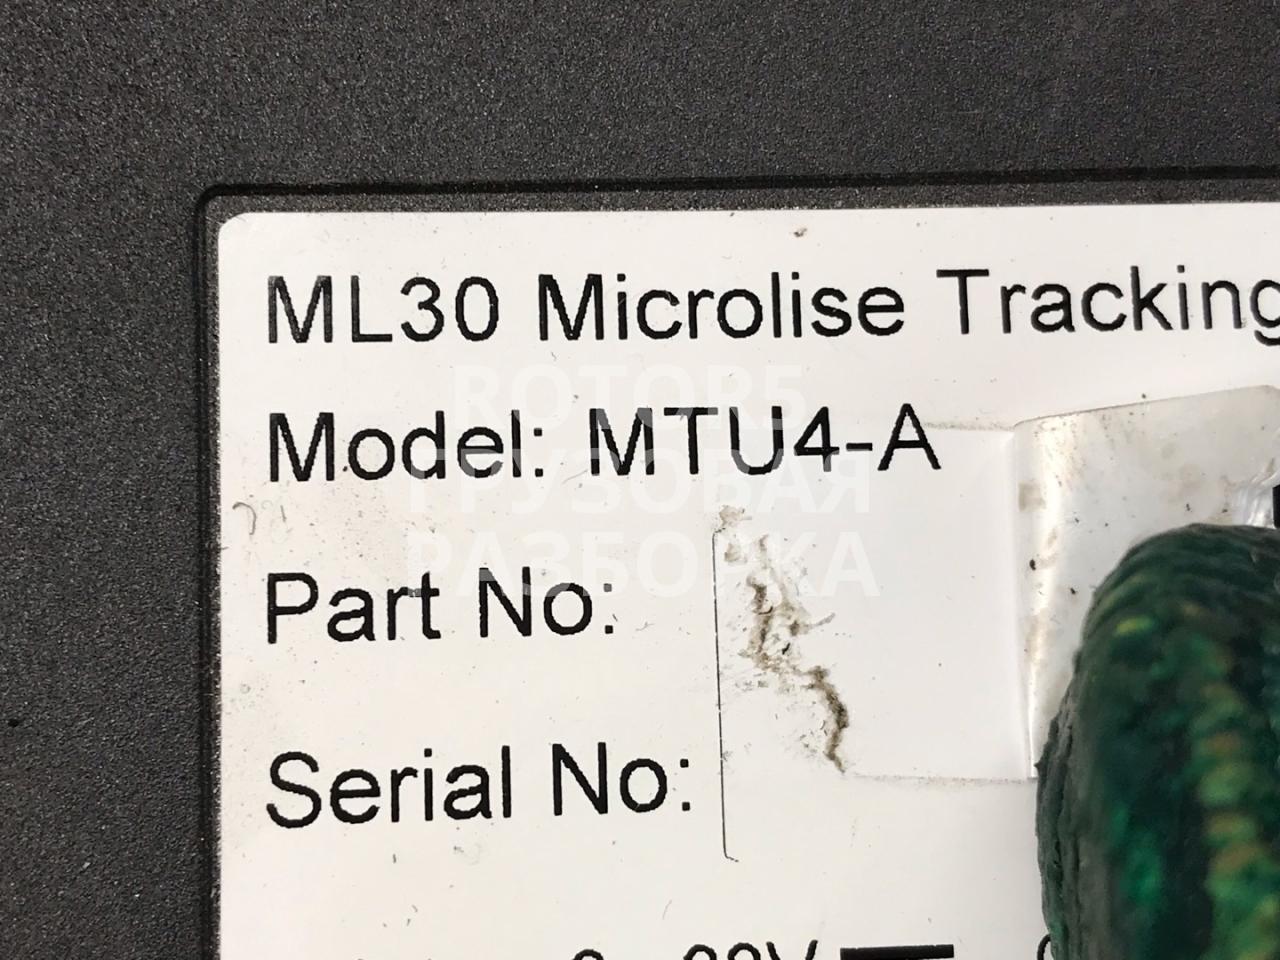 ML30 Microlise Tracking
Model: MTU4-A
ROTOR5
ГРУЗОВАЯ
РАЗБОРКА
Part No:
Serial No: